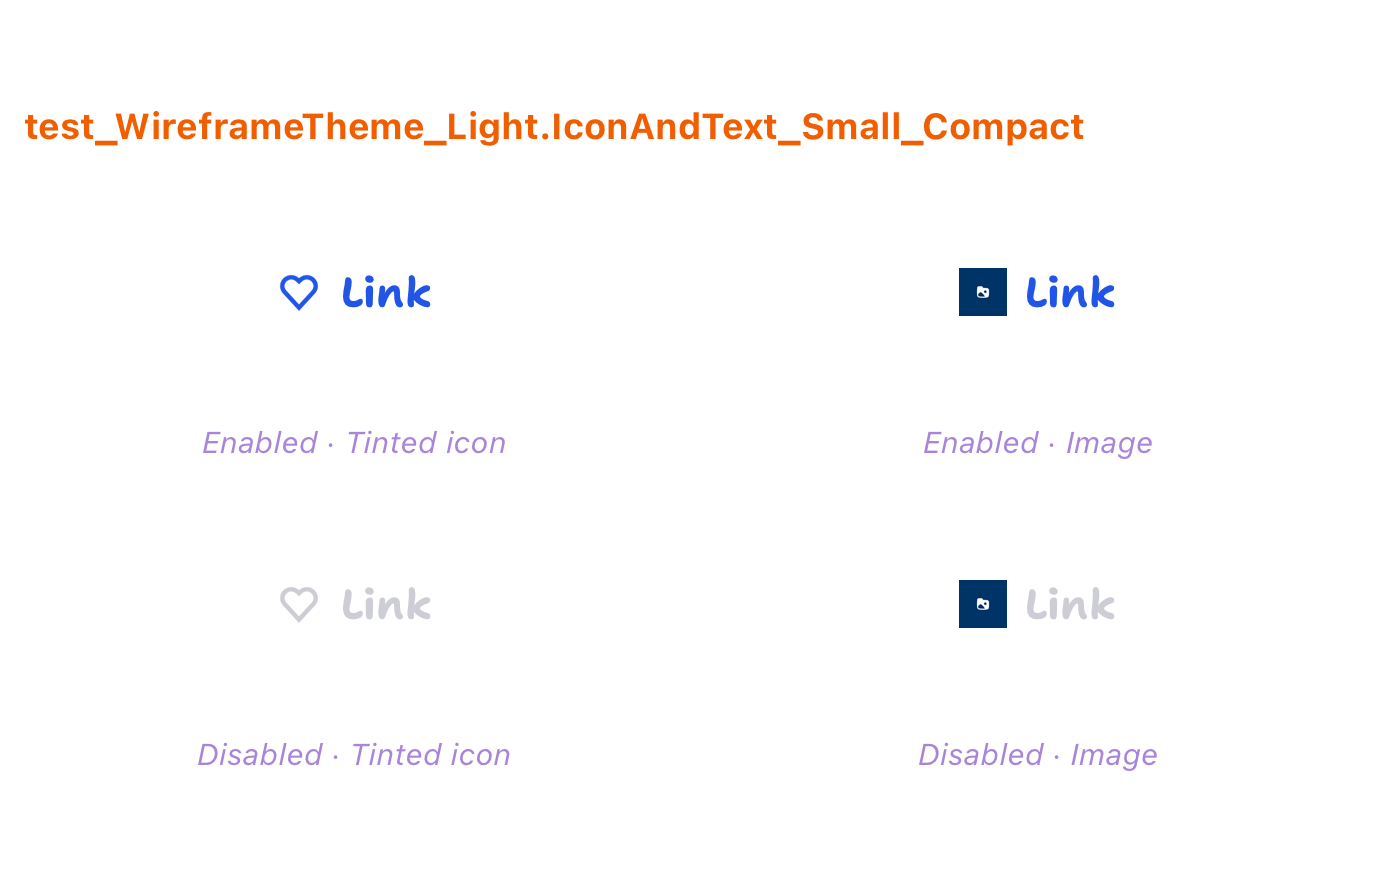 test_WireframeTheme_Light.IconAndText_Small_Compact
Link
Link
Enabled · Tinted icon
Enabled · Image
Link
Link
Disabled · Tinted icon
Disabled · Image